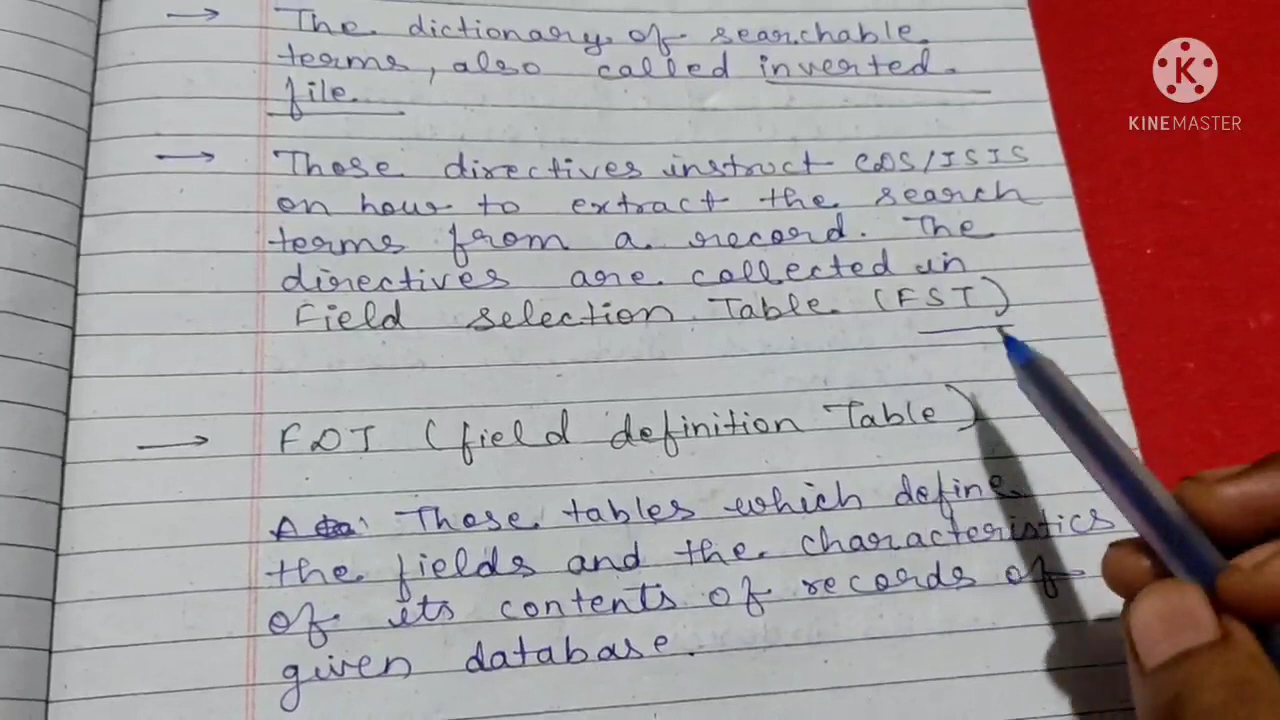 → The dictionary of searchable
terms, also called inverted
file
→ These directives instruct CDS/ISIS
on how to extract the search
terms from a record. The
directives are collected in
Field selection Table (FST)
→ FDT (field definition Table)
These tables which define
the fields and the characteristics
of its contents of records of
given database.
K
KINEMASTER